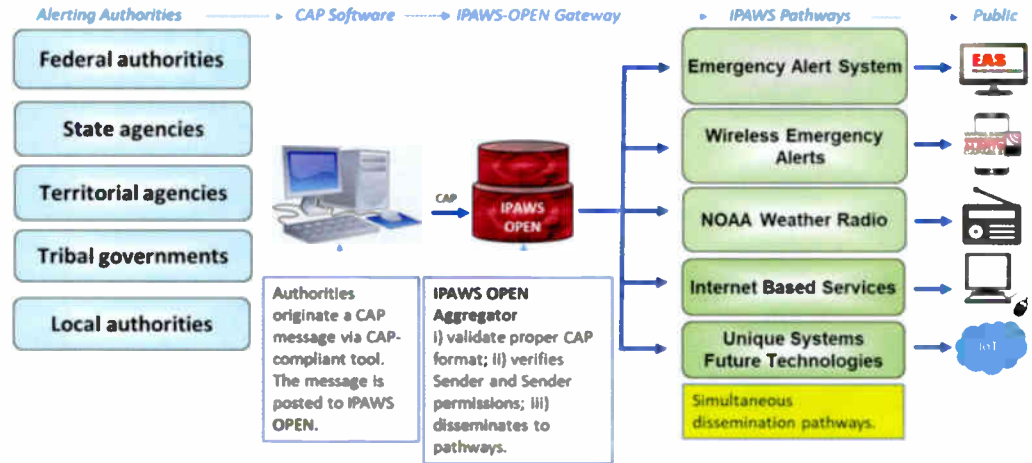 Alerting Authorities
CAP Software
IPAWS-OPEN Gateway
IPAWS Pathways
Public
Federal authorities
State agencies
Territorial agencies
Tribal governments
Local authorities
CAP
IPAWS
OPEN
Authorities
originate a CAP
message via CAP-
compliant tool.
The message is
posted to IPAWS
OPEN.
IPAWS OPEN
Aggregator
i) validate proper CAP
format; ii) verifies
Sender and Sender
permissions; iii)
disseminates to
pathways.
Emergency Alert System
Wireless Emergency
Alerts
NOAA Weather Radio
Internet Based Services
Unique Systems
Future Technologies
Simultaneous
dissemination pathways.
EAS
IoT